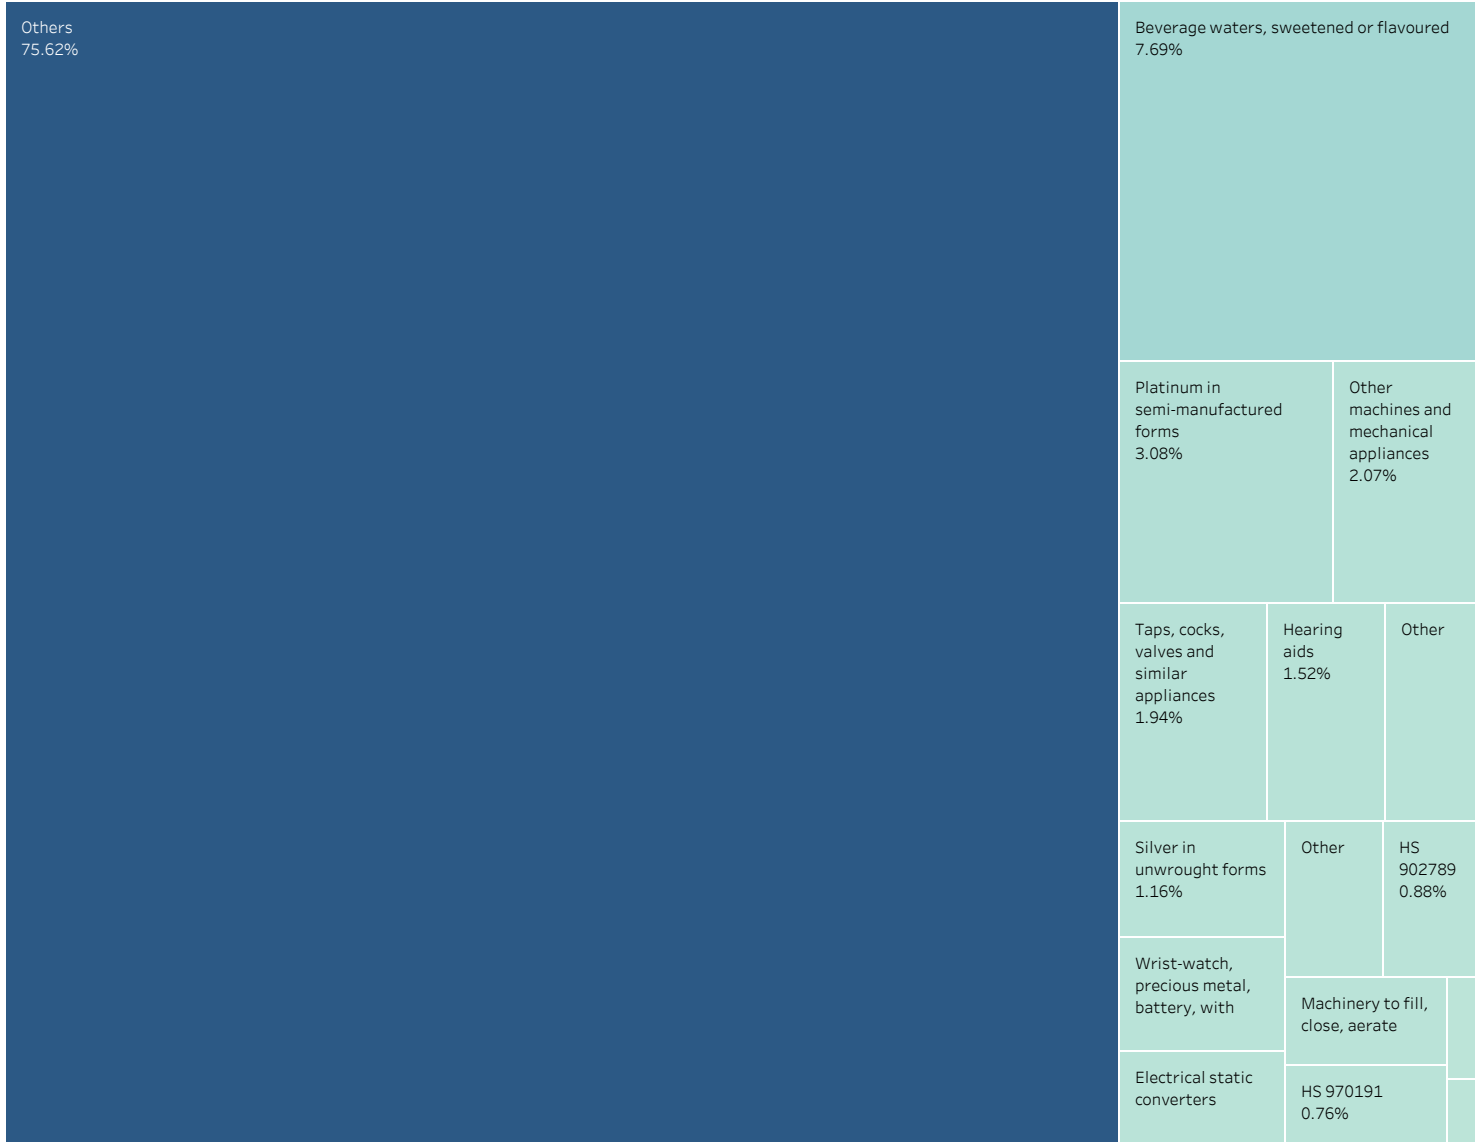 Others
75.62%
Beverage waters, sweetened or flavoured
7.69%
Platinum in
semi-manufactured
forms
3.08%
Other
machines and
mechanical
appliances
2.07%
Taps, cocks,
valves and
similar
appliances
1.94%
Hearing
aids
1.52%
Other
Silver in
unwrought forms
1.16%
Other
HS
902789
0.88%
Wrist-watch,
precious metal,
battery, with
Machinery to fill,
close, aerate
Electrical static
converters
HS 970191
0.76%